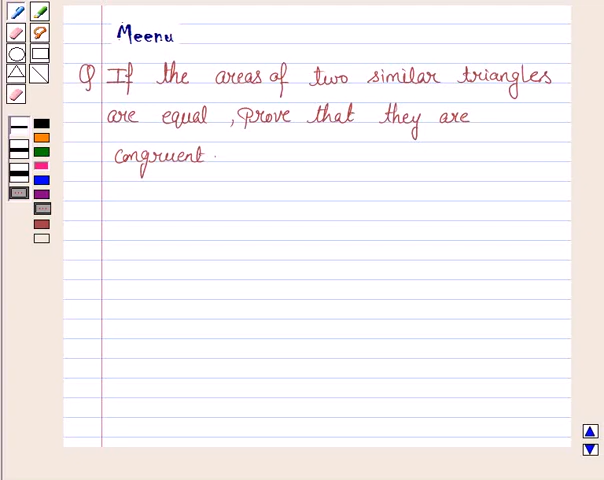 Meenu
Q If the areas of two similar triangles
are equal, Prove that they are
congruent.